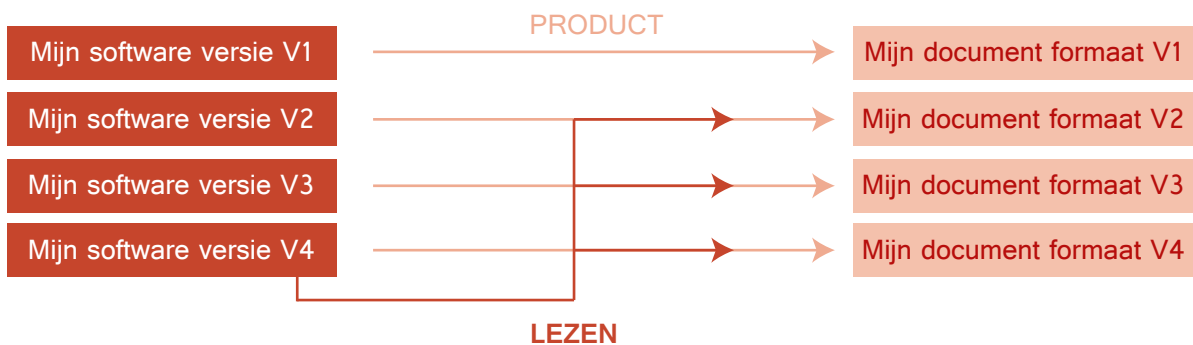 PRODUCT
Mijn software versie V1
Mijn document formaat V1
Mijn software versie V2
Mijn document formaat V2
Mijn software versie V3
Mijn document formaat V3
Mijn software versie V4
Mijn document formaat V4
LEZEN